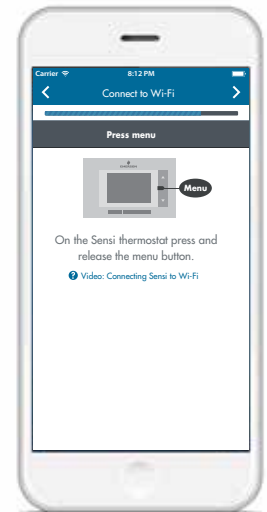 Carrier 8:12 PM
Connect to Wi-Fi
Press menu
EMERSON
Menu
On the Sensi thermostat press and
release the menu button.
? Video: Connecting Sensi to Wi-Fi